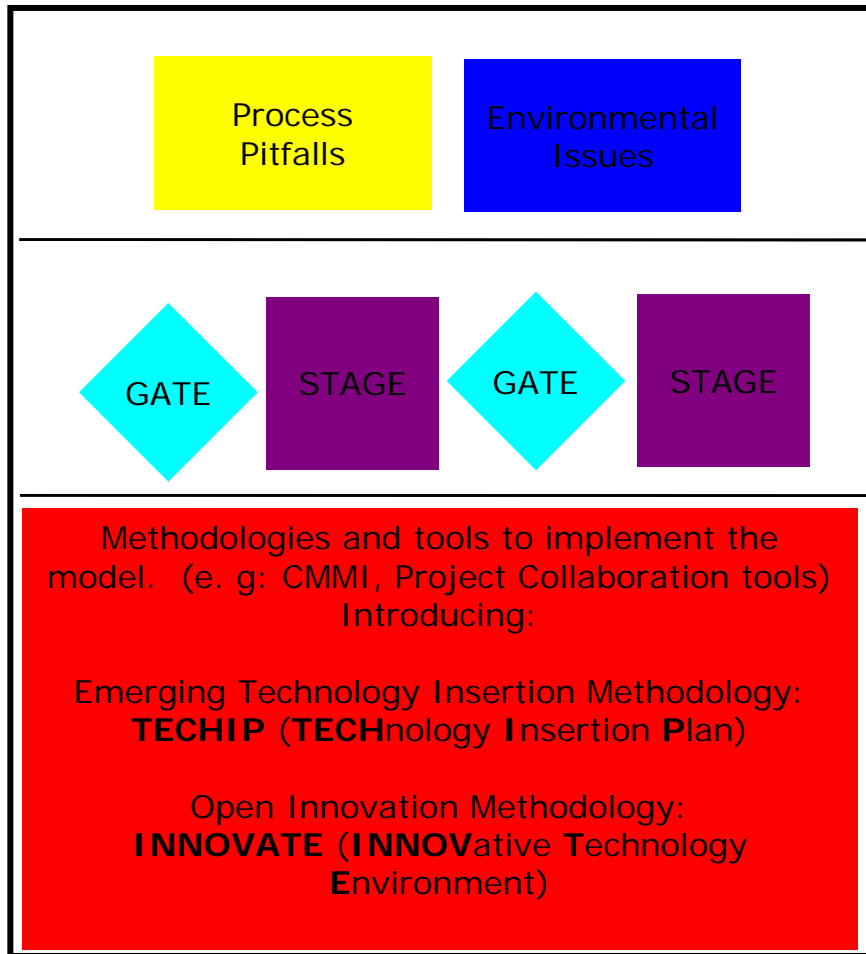 Process
Pitfalls
Environmental
Issues
GATE
STAGE
GATE
STAGE
Methodologies and tools to implement the
model.  (e. g: CMMI, Project Collaboration tools)
Introducing:
Emerging Technology Insertion Methodology:
TECHIP (TECHnology Insertion Plan)
Open Innovation Methodology:
INNOVATE (INNOVative Technology
Environment)